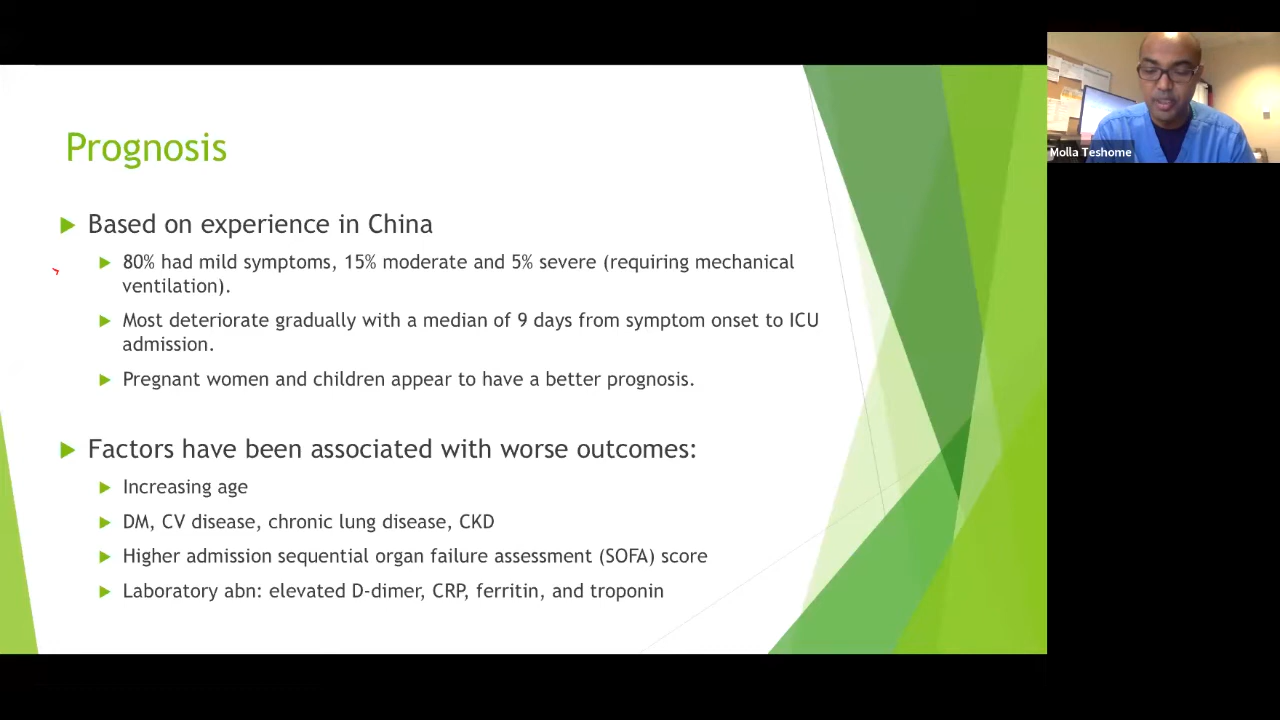 Prognosis
Based on experience in China
80% had mild symptoms, 15% moderate and 5% severe (requiring mechanical
ventilation).
Most deteriorate gradually with a median of 9 days from symptom onset to ICU
admission.
Pregnant women and children appear to have a better prognosis.
Factors have been associated with worse outcomes:
Increasing age
DM, CV disease, chronic lung disease, CKD
Higher admission sequential organ failure assessment (SOFA) score
Laboratory abn: elevated D-dimer, CRP, ferritin, and troponin
Molla Teshome